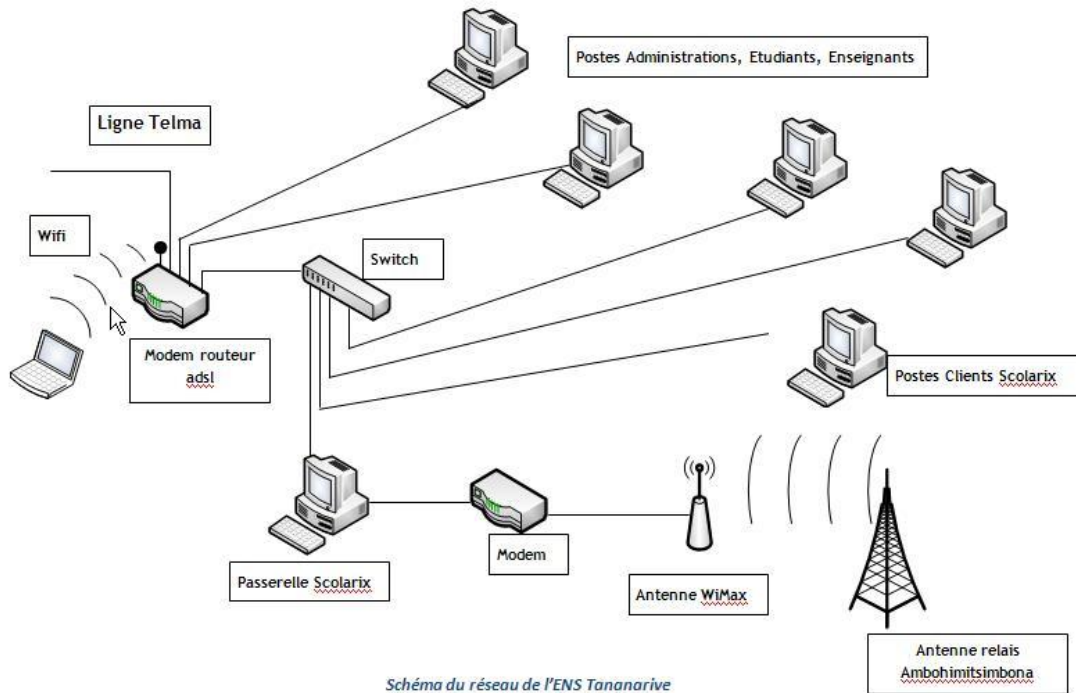 Postes Administrations, Etudiants, Enseignants
Ligne Telma
Wifi
Switch
Modem routeur
adsl
Postes Clients Scolarix
Passerelle Scolarix
Modem
Antenne WiMax
Antenne relais
Ambohimitsimbona
Schéma du réseau de l'ENS Tananarive